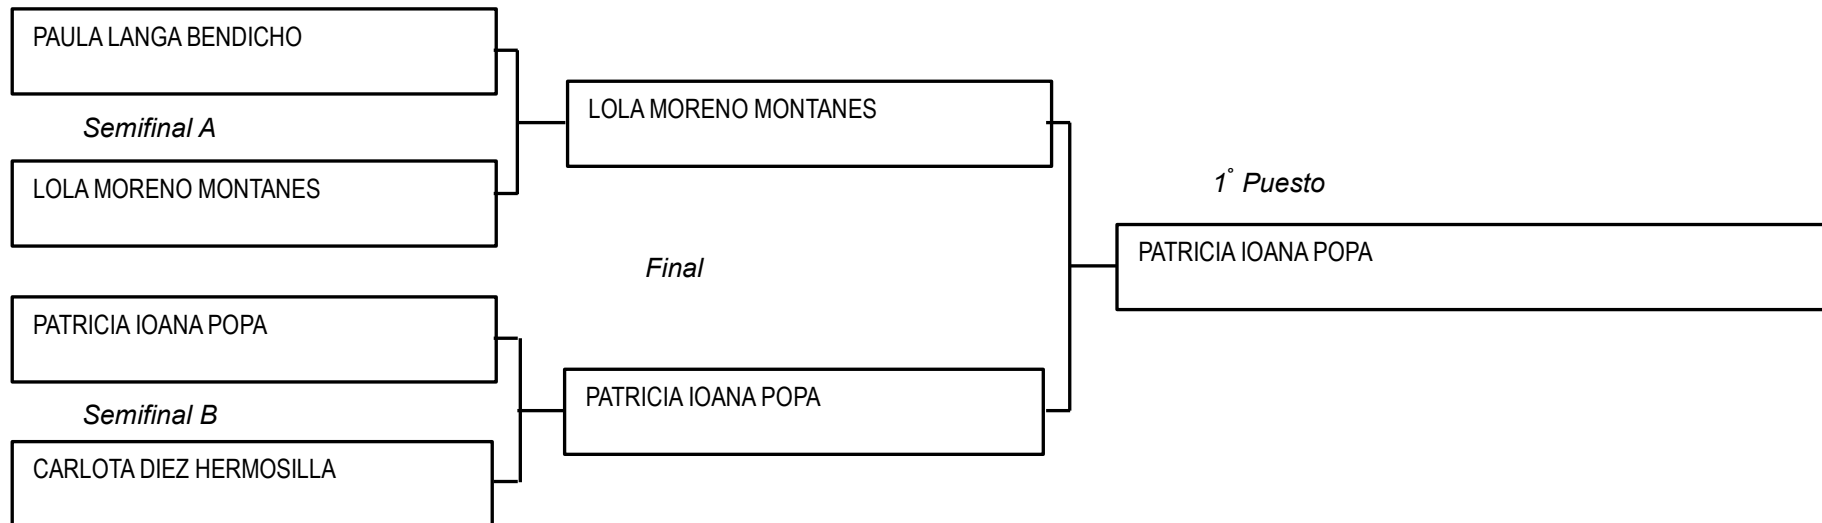 PAULA LANGA BENDICHO
Semifinal A
LOLA MORENO MONTANES
PATRICIA IOANA POPA
Semifinal B
CARLOTA DIEZ HERMOSILLA
LOLA MORENO MONTANES
Final
PATRICIA IOANA POPA
1° Puesto
PATRICIA IOANA POPA